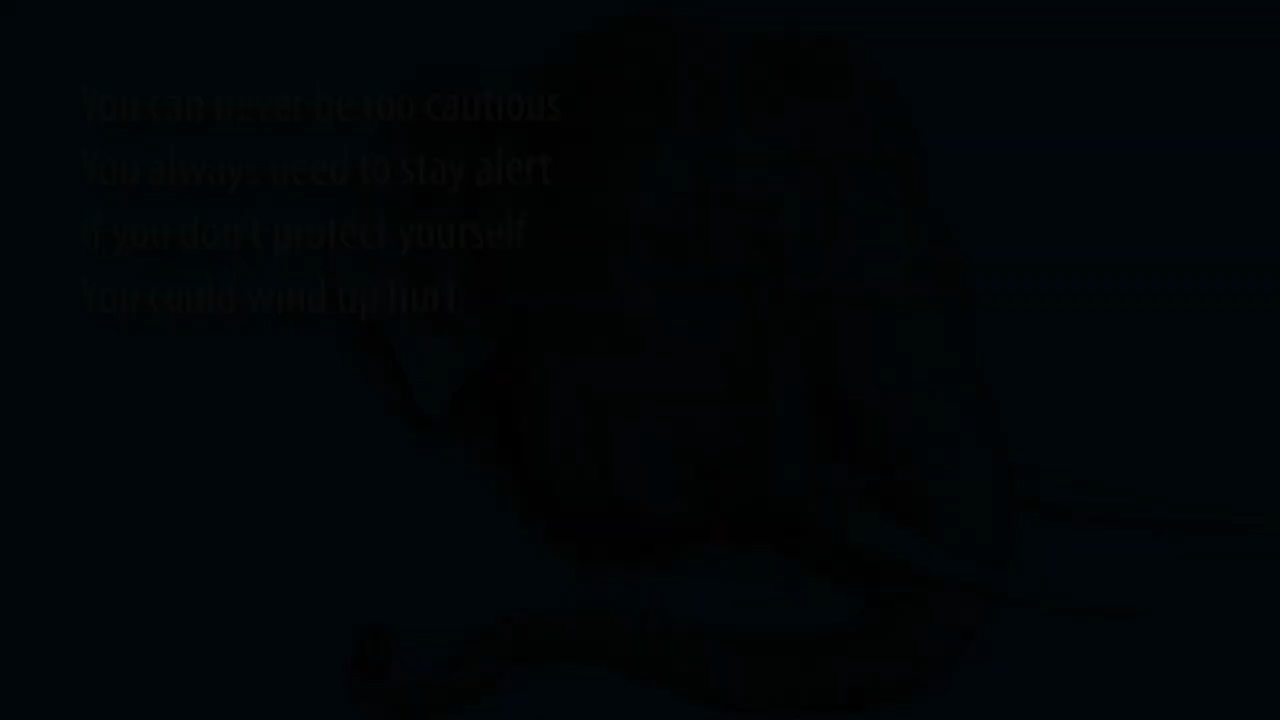 You can never be too cautious
You always need to stay alert
If you don't protect yourself
You could wind up hurt